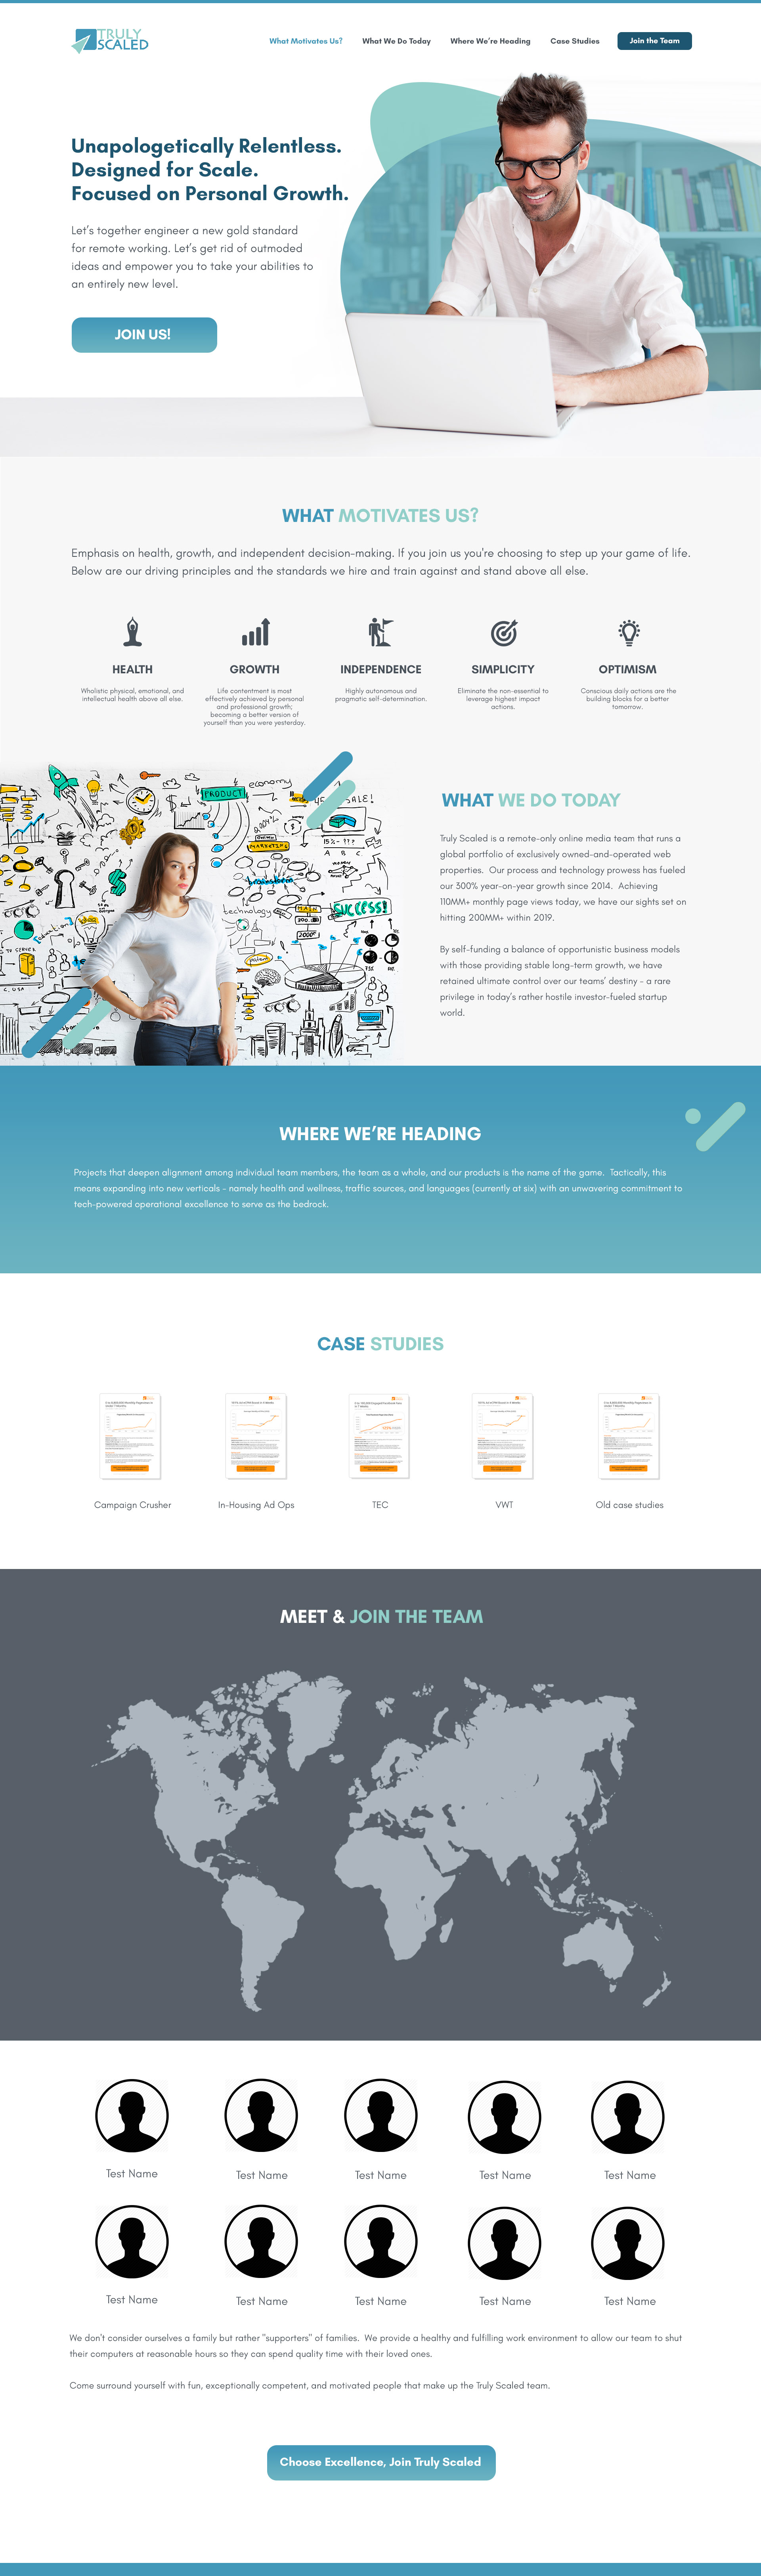 TRULY
SCALED
What Motivates Us?
What We Do Today
Where We're Heading
Case Studies
Join the Team
Unapologetically Relentless.
Designed for Scale.
Focused on Personal Growth.
Let's together engineer a new gold standard
for remote working. Let's get rid of outmoded
ideas and empower you to take your abilities to
an entirely new level.
JOIN US!
WHAT MOTIVATES US?
Emphasis on health, growth, and independent decision-making. If you join us you're choosing to step up your game of life.
Below are our driving principles and the standards we hire and train against and stand above all else.
HEALTH
Wholistic physical, emotional, and
intellectual health above all else.
GROWTH
Life contentment is most
effectively achieved by personal
and professional growth;
becoming a better version of
yourself than you were yesterday.
INDEPENDENCE
Highly autonomous and
pragmatic self-determination.
SIMPLICITY
Eliminate the non-essential to
leverage highest impact
actions.
OPTIMISM
Conscious daily actions are the
building blocks for a better
tomorrow.
PRODUCT
economy
SALE!
MARKETING
brainstorm
technology
MAIN
SUCCESS!
WHAT WE DO TODAY
Truly Scaled is a remote-only online media team that runs a
global portfolio of exclusively owned-and-operated web
properties.  Our process and technology prowess has fueled
our 300% year-on-year growth since 2014.  Achieving
110MM+ monthly page views today, we have our sights set on
hitting 200MM+ within 2019.
By self-funding a balance of opportunistic business models
with those providing stable long-term growth, we have
retained ultimate control over our teams' destiny - a rare
privilege in today's rather hostile investor-fueled startup
world.
WHERE WE'RE HEADING
Projects that deepen alignment among individual team members, the team as a whole, and our products is the name of the game.  Tactically, this
means expanding into new verticals - namely health and wellness, traffic sources, and languages (currently at six) with an unwavering commitment to
tech-powered operational excellence to serve as the bedrock.
CASE STUDIES
Campaign Crusher
In-Housing Ad Ops
TEC
VWT
Old case studies
MEET & JOIN THE TEAM
Test Name
Test Name
Test Name
Test Name
Test Name
Test Name
Test Name
Test Name
Test Name
Test Name
We don't consider ourselves a family but rather "supporters" of families.  We provide a healthy and fulfilling work environment to allow our team to shut
their computers at reasonable hours so they can spend quality time with their loved ones.
Come surround yourself with fun, exceptionally competent, and motivated people that make up the Truly Scaled team.
Choose Excellence, Join Truly Scaled